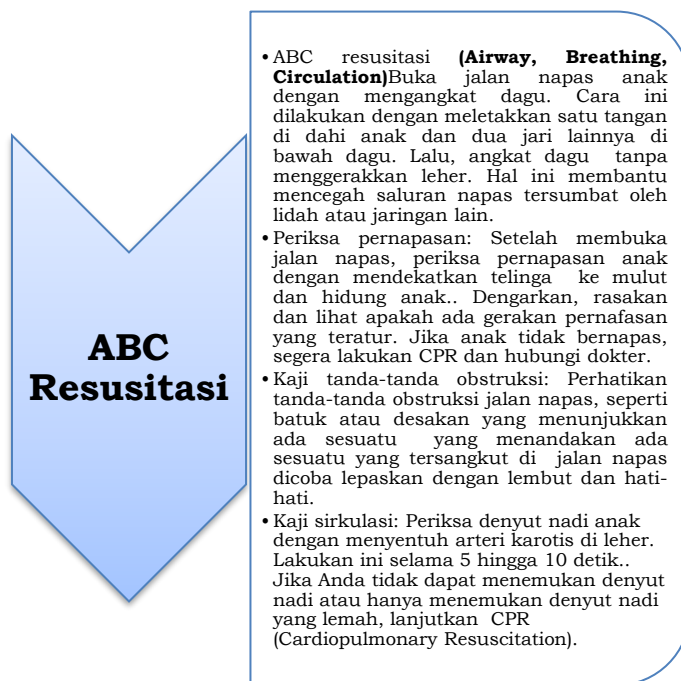 ABC
Resusitasi
• ABC resusitasi (Airway, Breathing,
Circulation)Buka jalan napas anak
dengan mengangkat dagu. Cara ini
dilakukan dengan meletakkan satu tangan
di dahi anak dan dua jari lainnya di
bawah dagu. Lalu, angkat dagu tanpa
menggerakkan leher. Hal ini membantu
mencegah saluran napas tersumbat oleh
lidah atau jaringan lain.
• Periksa pernapasan: Setelah membuka
jalan napas, periksa pernapasan anak
dengan mendekatkan telinga ke mulut
dan hidung anak.. Dengarkan, rasakan
dan lihat apakah ada gerakan pernafasan
yang teratur. Jika anak tidak bernapas,
segera lakukan CPR dan hubungi dokter.
• Kaji tanda-tanda obstruksi: Perhatikan
tanda-tanda obstruksi jalan napas, seperti
batuk atau desakan yang menunjukkan
ada sesuatu yang menandakan ada
sesuatu yang tersangkut di jalan napas
dicoba lepaskan dengan lembut dan hati-
hati.
• Kaji sirkulasi: Periksa denyut nadi anak
dengan menyentuh arteri karotis di leher.
Lakukan ini selama 5 hingga 10 detik..
Jika Anda tidak dapat menemukan denyut
nadi atau hanya menemukan denyut nadi
yang lemah, lanjutkan CPR
(Cardiopulmonary Resuscitation).